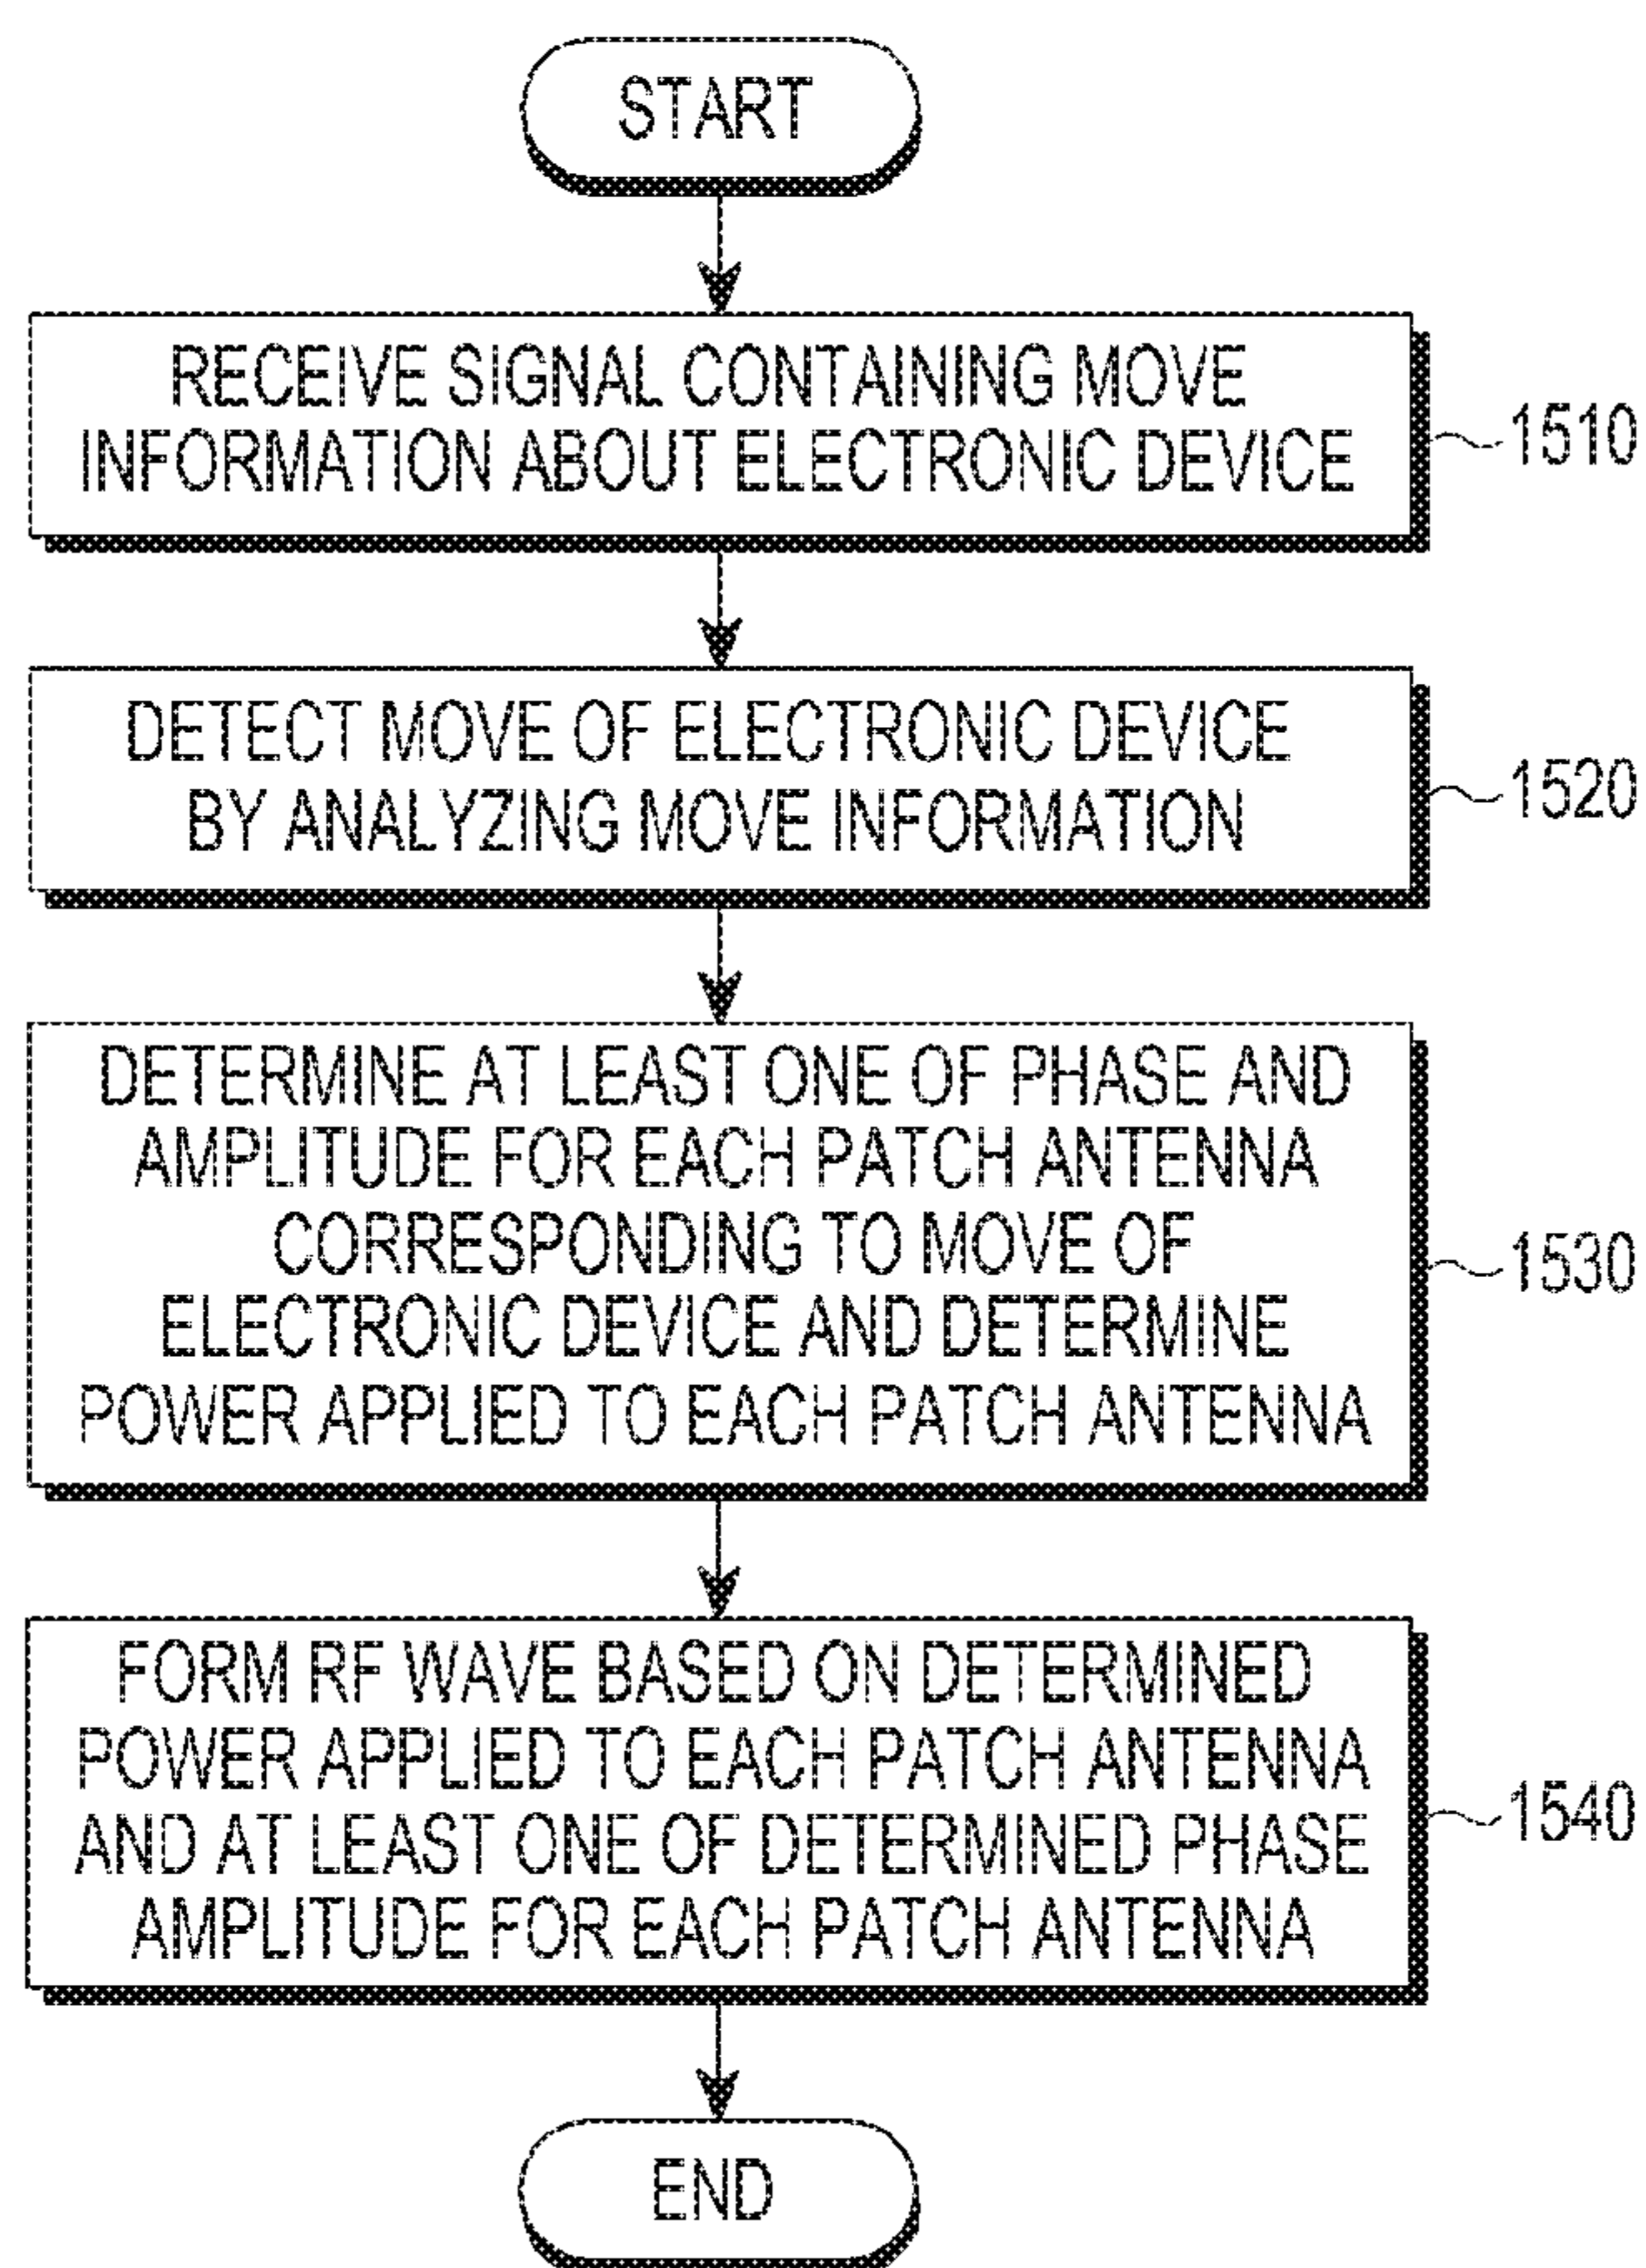 START
RECEIVE SIGNAL CONTAINING MOVE
INFORMATION ABOUT ELECTRONIC DEVICE
1510
DETECT MOVE OF ELECTRONIC DEVICE
BY ANALYZING MOVE INFORMATION
1520
DETERMINE AT LEAST ONE OF PHASE AND
AMPLITUDE FOR EACH PATCH ANTENNA
CORRESPONDING TO MOVE OF
ELECTRONIC DEVICE AND DETERMINE
POWER APPLIED TO EACH PATCH ANTENNA
1530
FORM RF WAVE BASED ON DETERMINED
POWER APPLIED TO EACH PATCH ANTENNA
AND AT LEAST ONE OF DETERMINED PHASE
AMPLITUDE FOR EACH PATCH ANTENNA
1540
END